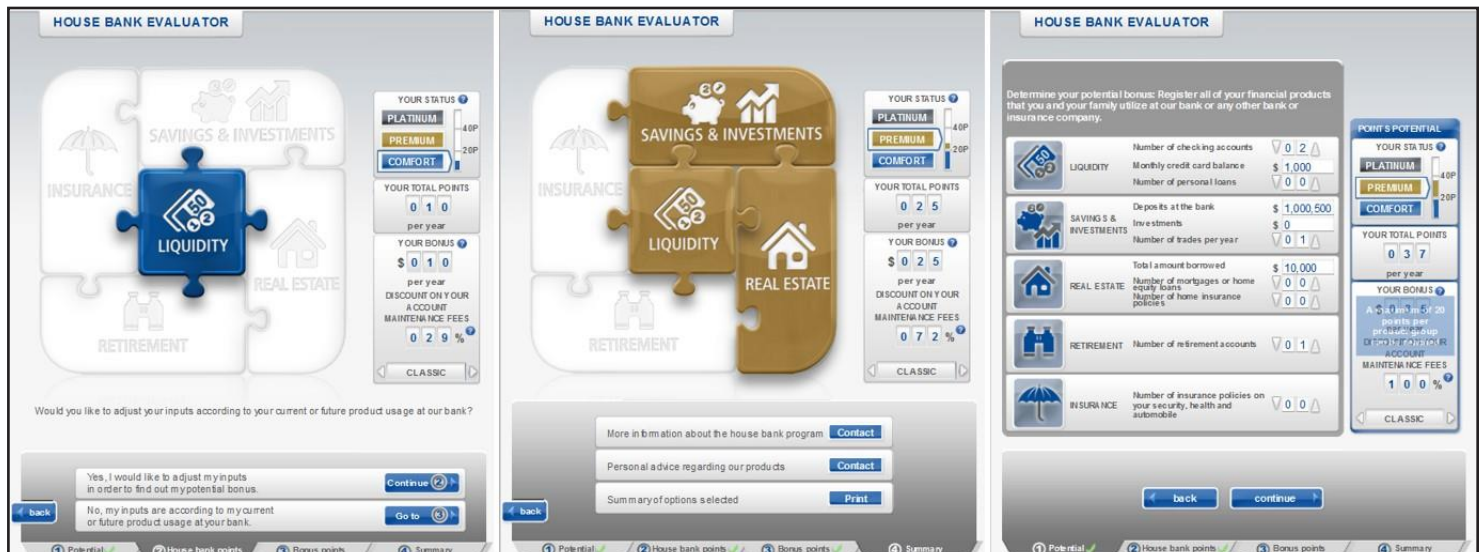 HOUSE BANK EVALUATOR
SAVINGS & INVESTMENTS
INSURANCE
LIQUIDITY
REAL ESTATE
RETIREMENT
YOUR STATUS ?
PLATINUM
40P
PREMIUM
20P
COMFORT
YOUR TOTAL POINTS
0 1 0
per year
YOUR BONUS ?
$ 0 1 0
DISCOUNT ON YOUR
ACCOUNT
MAINTENANCE FEES
0 2 9 % ?
CLASSIC
Would you like to adjust your inputs according to your current or future product usage at our bank?
Yes, I would like to adjust my inputs
in order to find out my potential bonus.
Continue 2
No, my inputs are according to my current
or future product usage at your bank.
Go to 3
back
1 Potential
2 House bank points
3 Bonus points
4 Summary
HOUSE BANK EVALUATOR
SAVINGS & INVESTMENTS
INSURANCE
LIQUIDITY
REAL ESTATE
RETIREMENT
YOUR STATUS ?
PLATINUM
40P
PREMIUM
20P
COMFORT
YOUR TOTAL POINTS
0 2 5
per year
YOUR BONUS ?
$ 0 2 5
DISCOUNT ON YOUR
ACCOUNT
MAINTENANCE FEES
0 7 2 % ?
CLASSIC
More information about the house bank program Contact
Personal advice regarding our products Contact
Summary of options selected Print
back
1 Potential
2 House bank points
3 Bonus points
4 Summary
HOUSE BANK EVALUATOR
Determine your potential bonus: Register all of your financial products
that you and your family utilize at our bank or any other bank or
insurance company.
LIQUIDITY
Number of checking accounts 0 2
Monthly credit card balance $ 1,000
Number of personal loans 0 0
SAVINGS &
INVESTMENTS
Deposits at the bank $ 1,000,500
Investments $ 0
Number of trades per year 0 1
REAL ESTATE
Total amount borrowed $ 10,000
Number of mortgages or home
equity loans 0 0
Number of home insurance
policies 0 0
RETIREMENT
Number of retirement accounts 0 1
INSURANCE
Number of insurance policies on
your security, health and
automobile 0 0
POINTS POTENTIAL
YOUR STATUS ?
PLATINUM
40P
PREMIUM
20P
COMFORT
YOUR TOTAL POINTS
0 3 7
per year
YOUR BONUS ?
of 20
points per
ACCOUNT
MAINTENANCE FEES
1 0 0 % ?
CLASSIC
back
continue
1 Potential
2 House bank points
3 Bonus points
4 Summary